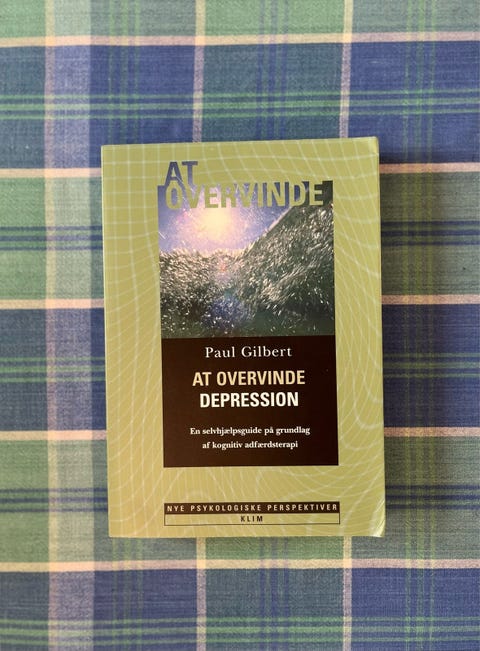 AT
OVERVINDE
Paul Gilbert
AT OVERVINDE
DEPRESSION
En selvhjælpsguide på grundlag
af kognitiv adfærdsterapi
NYE PSYKOLOGISKE PERSPEKTIVER
KLIM